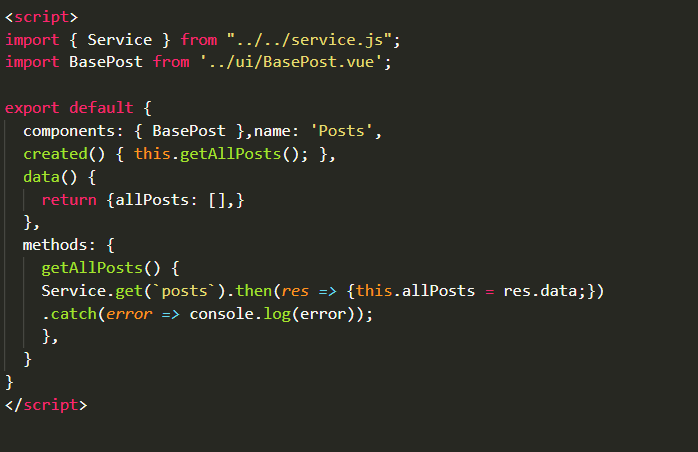 <script>
import { Service } from "../../service.js";
import BasePost from '../ui/BasePost.vue';
export default {
components: { BasePost },name: 'Posts',
created() { this.getAllPosts(); },
data() {
return {allPosts: [],}
},
methods: {
getAllPosts() {
Service.get(`posts`).then(res => {this.allPosts = res.data;})
.catch(error => console.log(error));
},
}
}
</script>